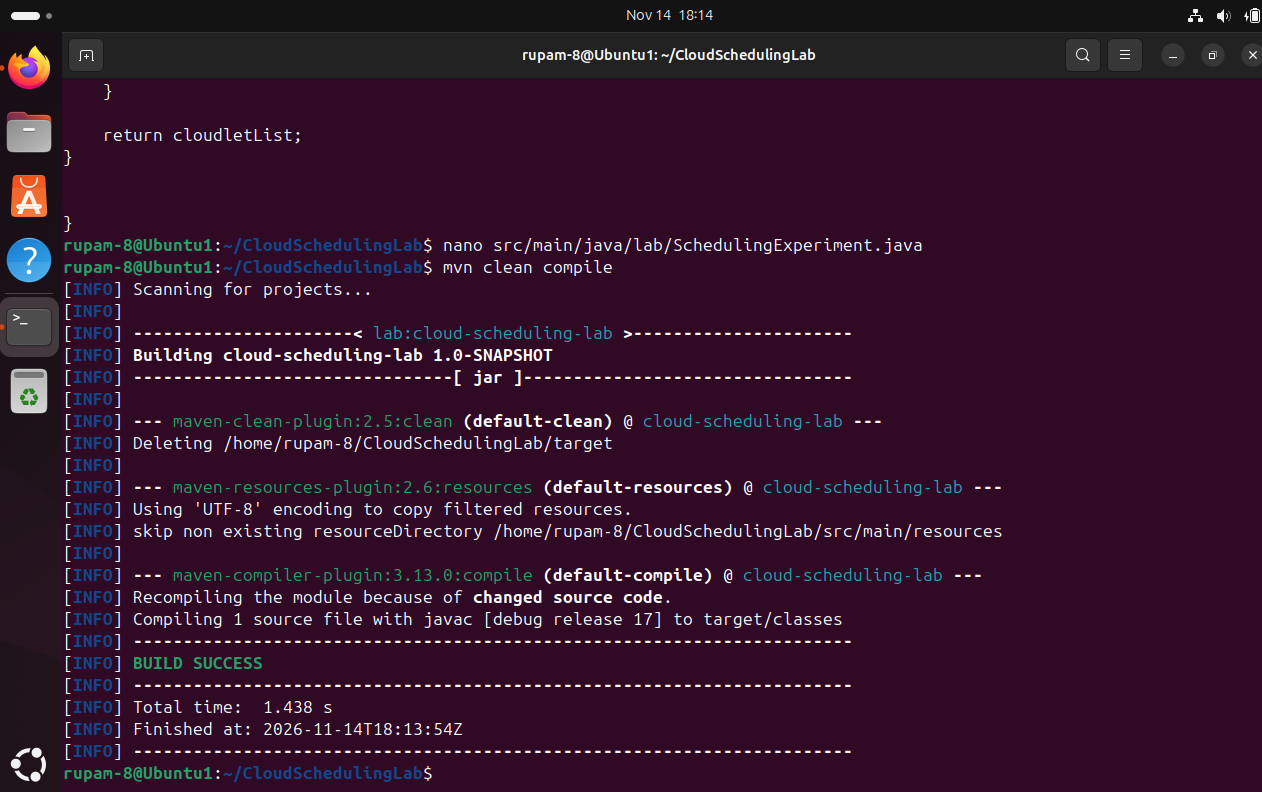 Nov 14 18:14
rupam-8@Ubuntu1: ~/CloudSchedulingLab
    }
    return cloudletList;
}
}
rupam-8@Ubuntu1:~/CloudSchedulingLab$ nano src/main/java/lab/SchedulingExperiment.java
rupam-8@Ubuntu1:~/CloudSchedulingLab$ mvn clean compile
[INFO] Scanning for projects...
[INFO]
[INFO] ----------------------< lab:cloud-scheduling-lab >----------------------
[INFO] Building cloud-scheduling-lab 1.0-SNAPSHOT
[INFO] --------------------------------[ jar ]---------------------------------
[INFO]
[INFO] --- maven-clean-plugin:2.5:clean (default-clean) @ cloud-scheduling-lab ---
[INFO] Deleting /home/rupam-8/CloudSchedulingLab/target
[INFO]
[INFO] --- maven-resources-plugin:2.6:resources (default-resources) @ cloud-scheduling-lab ---
[INFO] Using 'UTF-8' encoding to copy filtered resources.
[INFO] skip non existing resourceDirectory /home/rupam-8/CloudSchedulingLab/src/main/resources
[INFO]
[INFO] --- maven-compiler-plugin:3.13.0:compile (default-compile) @ cloud-scheduling-lab ---
[INFO] Recompiling the module because of changed source code.
[INFO] Compiling 1 source file with javac [debug release 17] to target/classes
[INFO] ------------------------------------------------------------------------
[INFO] BUILD SUCCESS
[INFO] ------------------------------------------------------------------------
[INFO] Total time:  1.438 s
[INFO] Finished at: 2026-11-14T18:13:54Z
[INFO] ------------------------------------------------------------------------
rupam-8@Ubuntu1:~/CloudSchedulingLab$